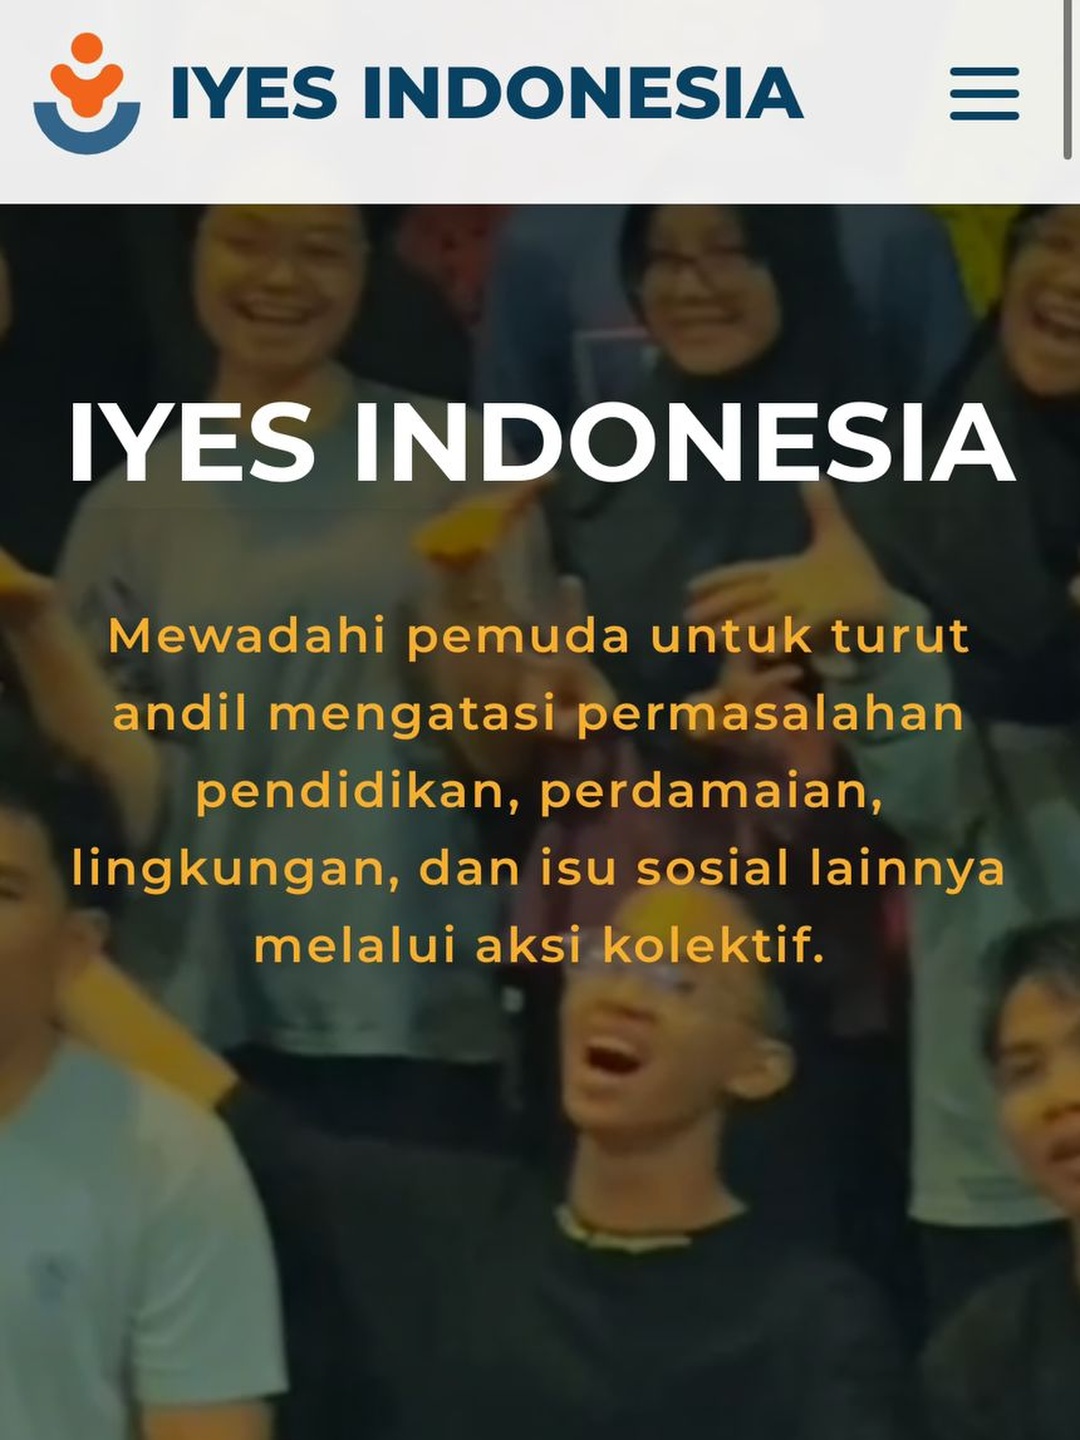 IYES INDONESIA
IYES INDONESIA
Mewadahi pemuda untuk turut
andil mengatasi permasalahan
pendidikan, perdamaian,
lingkungan, dan isu sosial lainnya
melalui aksi kolektif.